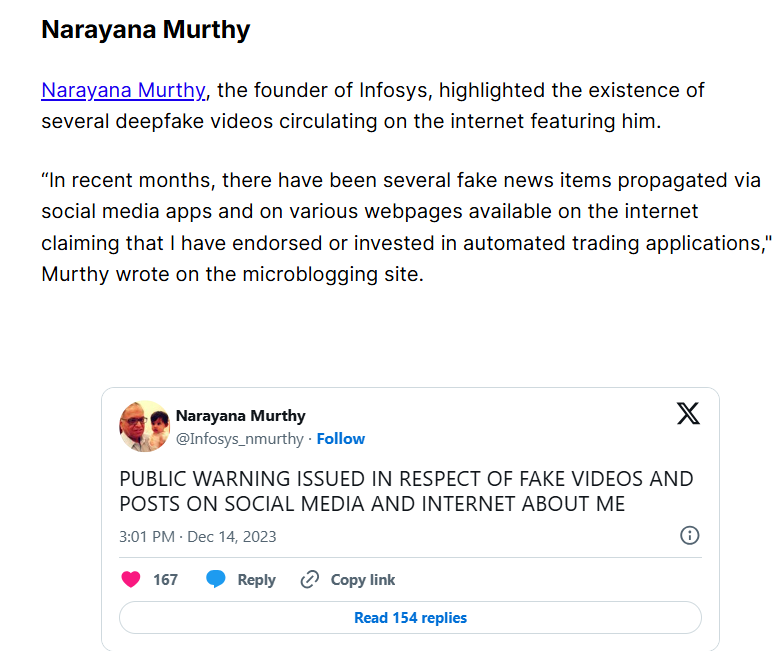 Narayana Murthy
Narayana Murthy, the founder of Infosys, highlighted the existence of
several deepfake videos circulating on the internet featuring him.
“In recent months, there have been several fake news items propagated via
social media apps and on various webpages available on the internet
claiming that I have endorsed or invested in automated trading applications,"
Murthy wrote on the microblogging site.
Narayana Murthy
@Infosys_nmurthy · Follow
PUBLIC WARNING ISSUED IN RESPECT OF FAKE VIDEOS AND
POSTS ON SOCIAL MEDIA AND INTERNET ABOUT ME
3:01 PM · Dec 14, 2023
167 Reply Copy link
Read 154 replies